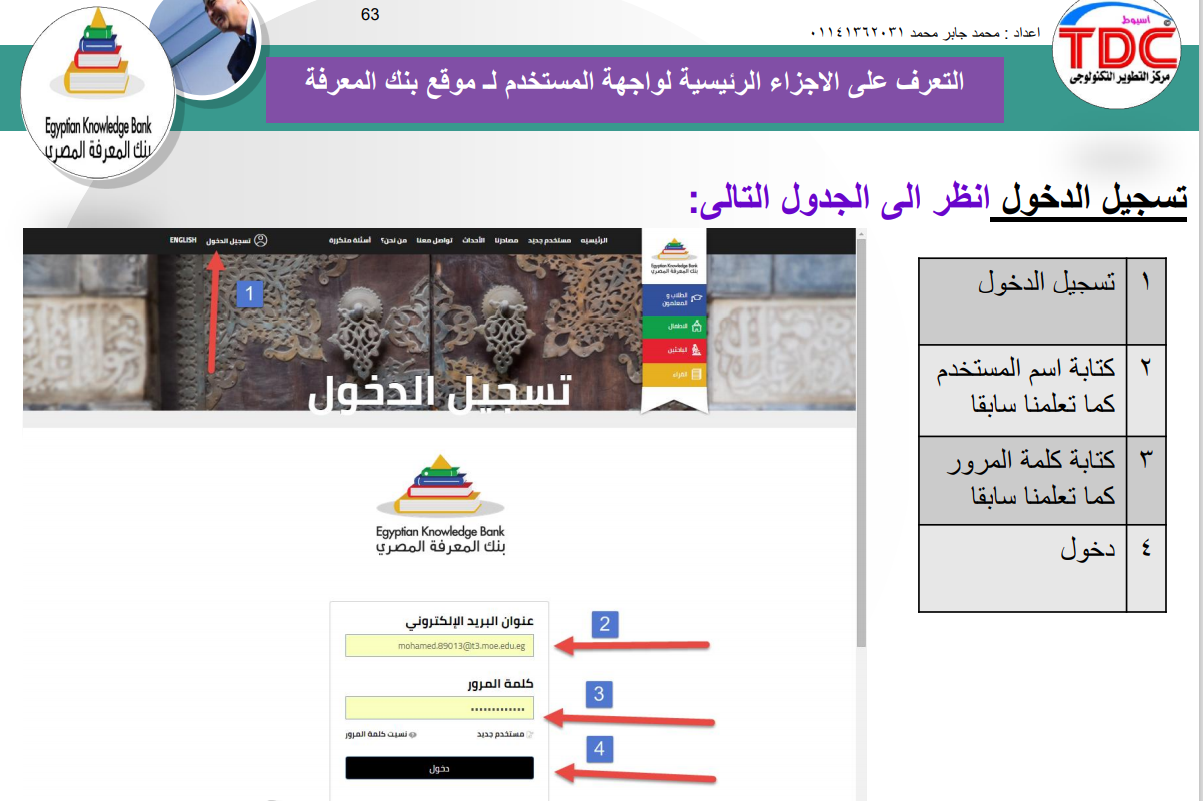 63
اعداد : محمد جابر محمد ٠١١٤١٣٦٢٠٣١
اسيوط
TDC
مركز التطوير التكنولوجى
Egyptian Knowledge Bank
بنك المعرفة المصري
التعرف على الاجزاء الرئيسية لواجهة المستخدم لـ موقع بنك المعرفة
تسجيل الدخول انظر الى الجدول التالى:
١ تسجيل الدخول
٢ كتابة اسم المستخدم
كما تعلمنا سابقا
٣ كتابة كلمة المرور
كما تعلمنا سابقا
٤ دخول
الرئيسيه مستخدم جديد مصادرنا الأحداث تواصل معنا من نحن؟ أسئلة متكررة تسجيل الدخول ENGLISH
Egyptian Knowledge Bank
بنك المعرفة المصري
الطلاب و
المعلمون
الاطفال
الباحثين
القراء
1
تسجيل الدخول
Egyptian Knowledge Bank
بنك المعرفة المصري
عنوان البريد الإلكتروني
2
mohamed.89013@t3.moe.edu.eg
كلمة المرور
3
•••••••••••••
مستخدم جديد نسيت كلمة المرور
4
دخول